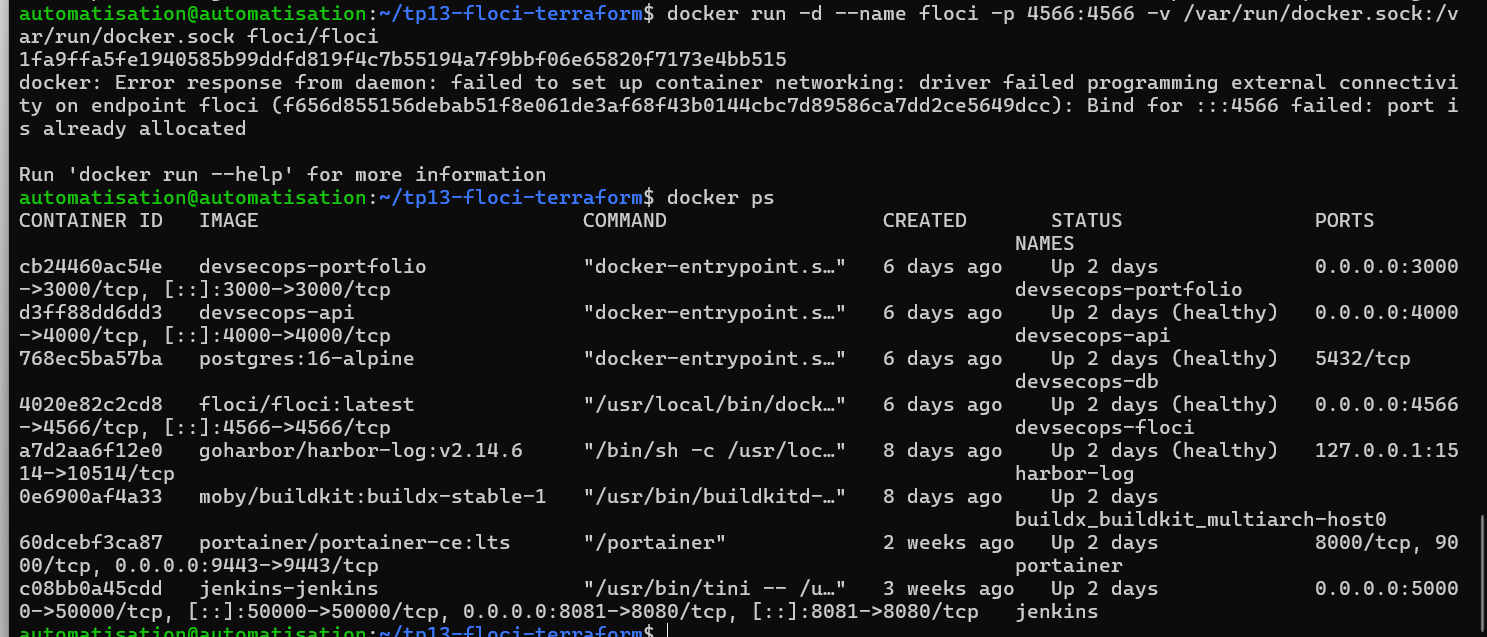 automatisation@automatisation:~/tp13-floci-terraform$ docker run -d --name floci -p 4566:4566 -v /var/run/docker.sock:/v
ar/run/docker.sock floci/floci
1fa9ffa5fe1940585b99ddfd819f4c7b55194a7f9bbf06e65820f7173e4bb515
docker: Error response from daemon: failed to set up container networking: driver failed programming external connectivi
ty on endpoint floci (f656d855156debab51f8e061de3af68f43b0144cbc7d89586ca7dd2ce5649dcc): Bind for :::4566 failed: port i
s already allocated
Run 'docker run --help' for more information
automatisation@automatisation:~/tp13-floci-terraform$ docker ps
CONTAINER ID   IMAGE                           COMMAND                  CREATED       STATUS                PORTS
                                                                                   NAMES
cb24460ac54e   devsecops-portfolio             "docker-entrypoint.s…"   6 days ago    Up 2 days             0.0.0.0:3000
->3000/tcp, [::]:3000->3000/tcp                                                    devsecops-portfolio
d3ff88dd6dd3   devsecops-api                   "docker-entrypoint.s…"   6 days ago    Up 2 days (healthy)   0.0.0.0:4000
->4000/tcp, [::]:4000->4000/tcp                                                    devsecops-api
768ec5ba57ba   postgres:16-alpine              "docker-entrypoint.s…"   6 days ago    Up 2 days (healthy)   5432/tcp
                                                                                   devsecops-db
4020e82c2cd8   floci/floci:latest              "/usr/local/bin/dock…"   6 days ago    Up 2 days (healthy)   0.0.0.0:4566
->4566/tcp, [::]:4566->4566/tcp                                                    devsecops-floci
a7d2aa6f12e0   goharbor/harbor-log:v2.14.6     "/bin/sh -c /usr/loc…"   8 days ago    Up 2 days (healthy)   127.0.0.1:15
14->10514/tcp                                                                      harbor-log
0e6900af4a33   moby/buildkit:buildx-stable-1   "/usr/bin/buildkitd-…"   8 days ago    Up 2 days
                                                                                   buildx_buildkit_multiarch-host0
60dcebf3ca87   portainer/portainer-ce:lts      "/portainer"             2 weeks ago   Up 2 days             8000/tcp, 90
00/tcp, 0.0.0.0:9443->9443/tcp                                                     portainer
c08bb0a45cdd   jenkins-jenkins                 "/usr/bin/tini -- /u…"   3 weeks ago   Up 2 days             0.0.0.0:5000
0->50000/tcp, [::]:50000->50000/tcp, 0.0.0.0:8081->8080/tcp, [::]:8081->8080/tcp   jenkins
automatisation@automatisation:~/tp13-floci-terraform$